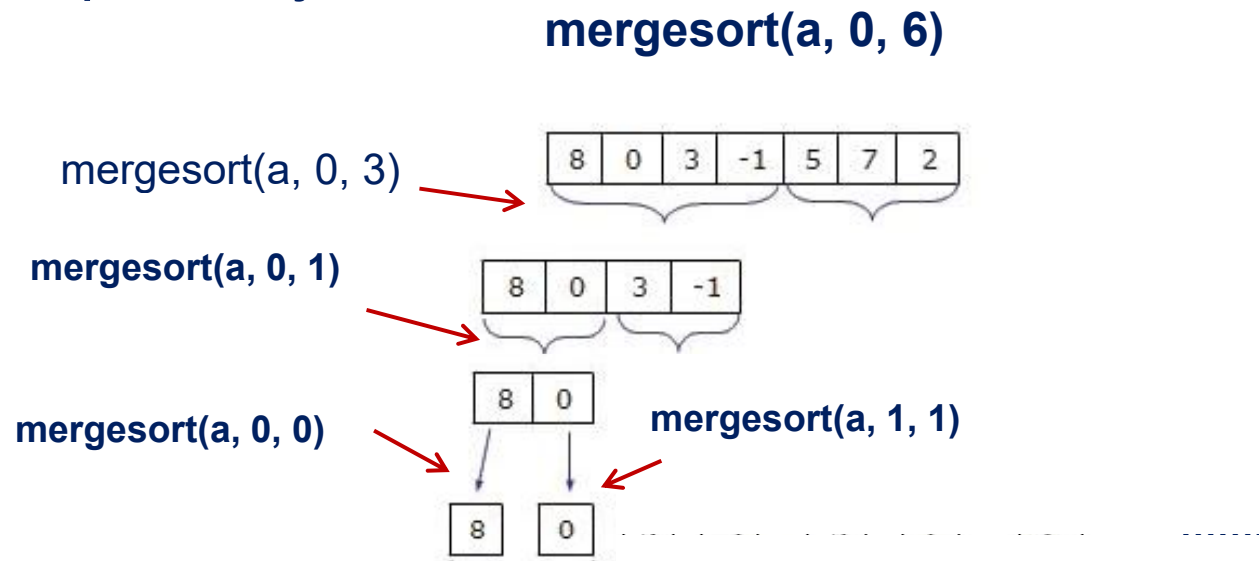 mergesort(a, 0, 6)
mergesort(a, 0, 3)
8 0 3 -1 5 7 2
mergesort(a, 0, 1)
8 0 3 -1
8 0
mergesort(a, 0, 0)
mergesort(a, 1, 1)
8 0